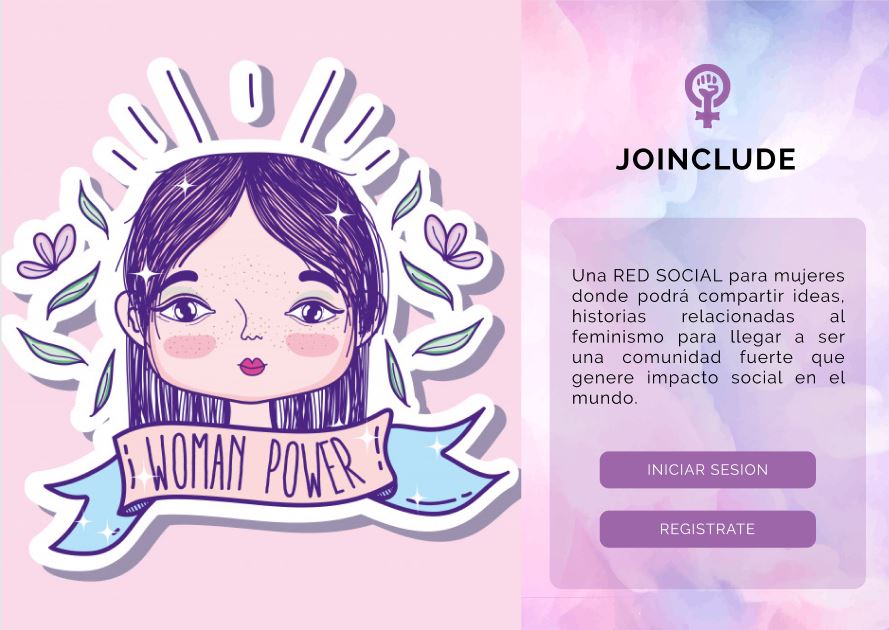 ¡WOMAN POWER!
JOINCLUDE
Una RED SOCIAL para mujeres
donde podrá compartir ideas,
historias relacionadas al
feminismo para llegar a ser
una comunidad fuerte que
genere impacto social en el
mundo.
INICIAR SESION
REGISTRATE